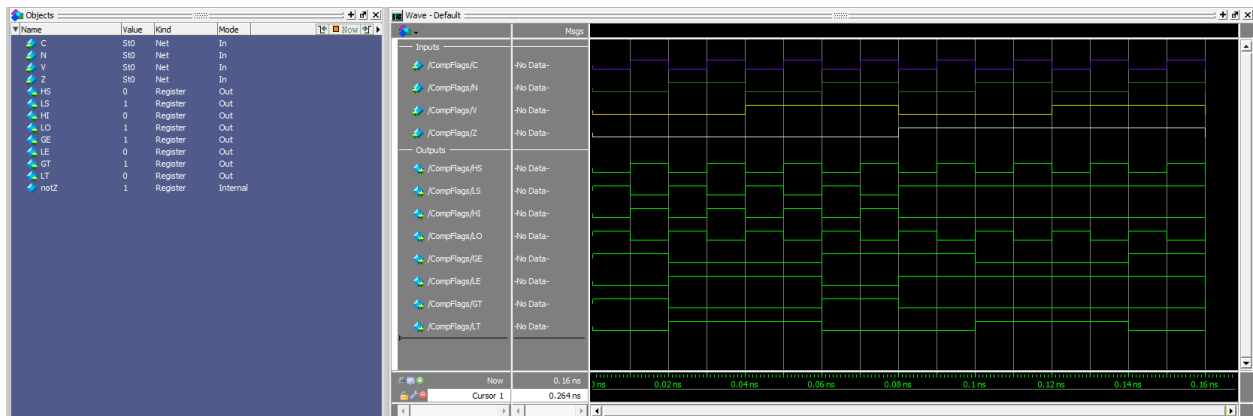 Objects
Name Value Kind Mode Now
C St0 Net In
N St0 Net In
V St0 Net In
Z St0 Net In
HS 0 Register Out
LS 1 Register Out
HI 0 Register Out
LO 1 Register Out
GE 1 Register Out
LE 0 Register Out
GT 1 Register Out
LT 0 Register Out
notZ 1 Register Internal
Wave - Default
Msgs
Inputs
/CompFlags/C -No Data-
/CompFlags/N -No Data-
/CompFlags/V -No Data-
/CompFlags/Z -No Data-
Outputs
/CompFlags/HS -No Data-
/CompFlags/LS -No Data-
/CompFlags/HI -No Data-
/CompFlags/LO -No Data-
/CompFlags/GE -No Data-
/CompFlags/LE -No Data-
/CompFlags/GT -No Data-
/CompFlags/LT -No Data-
Now 0.16 ns
ns 0.02 ns 0.04 ns 0.06 ns 0.08 ns 0.1 ns 0.12 ns 0.14 ns 0.16 ns
Cursor 1 0.264 ns